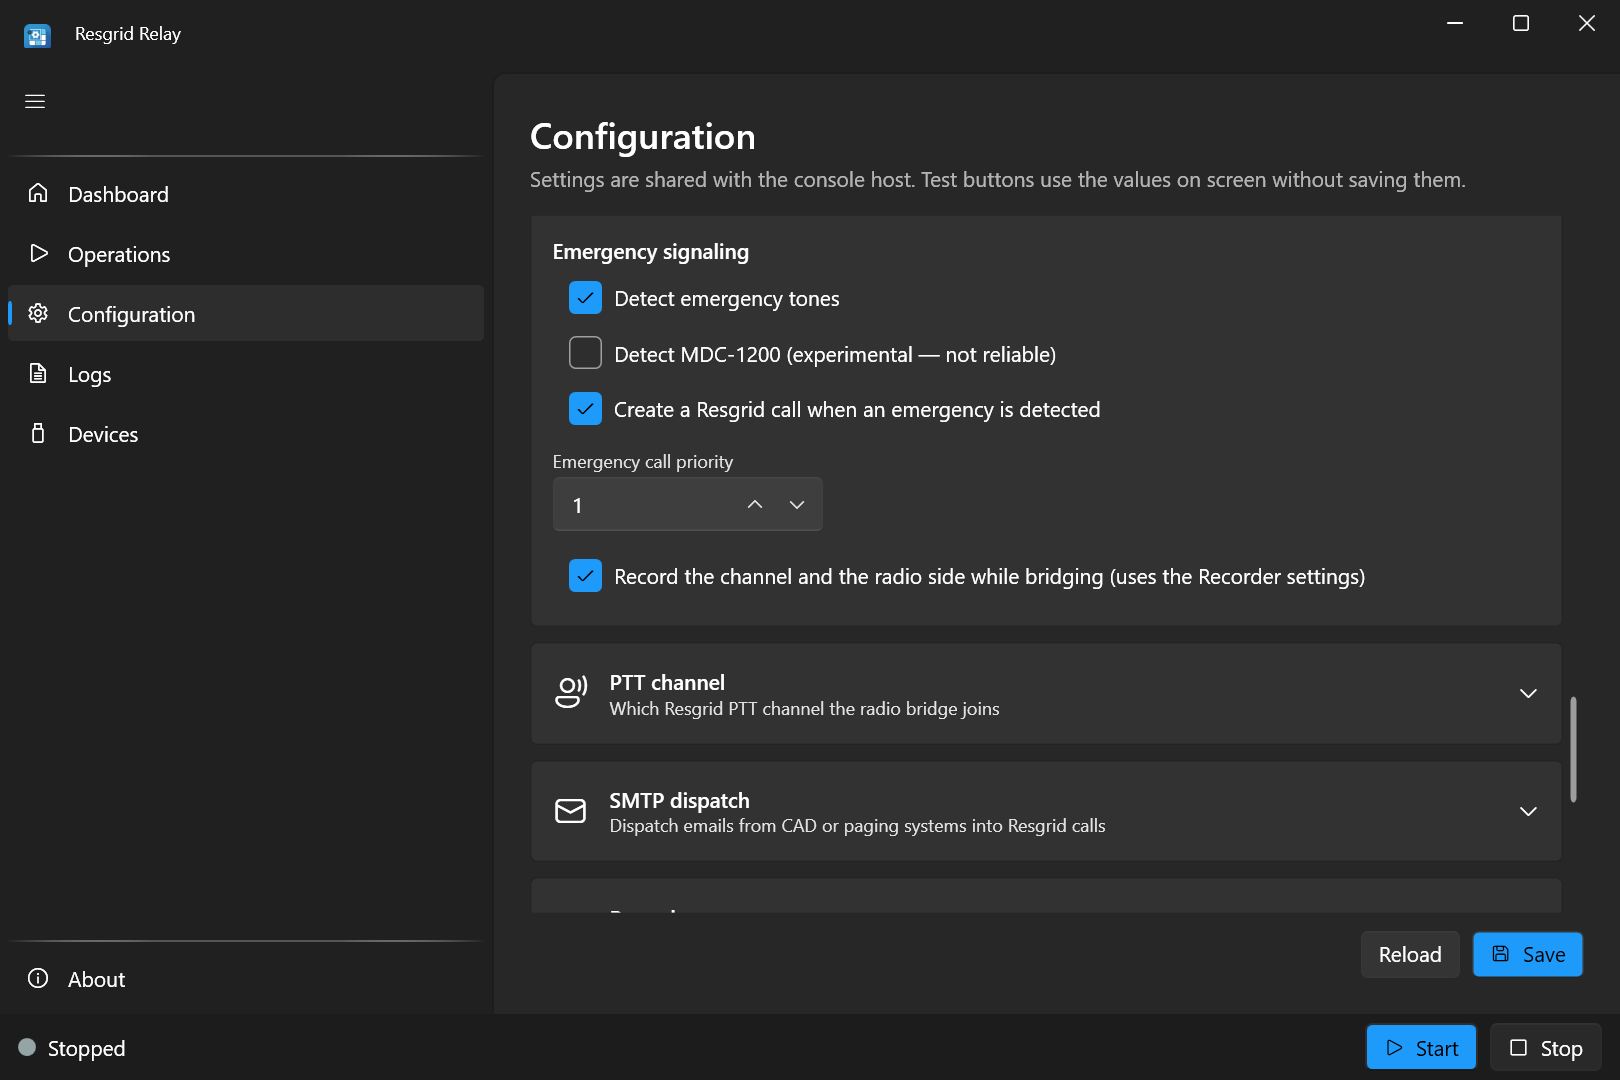 Resgrid Relay
Dashboard
Operations
Configuration
Logs
Devices
About
Configuration
Settings are shared with the console host. Test buttons use the values on screen without saving them.
Emergency signaling
Detect emergency tones
Detect MDC-1200 (experimental — not reliable)
Create a Resgrid call when an emergency is detected
Emergency call priority
1
Record the channel and the radio side while bridging (uses the Recorder settings)
PTT channel
Which Resgrid PTT channel the radio bridge joins
SMTP dispatch
Dispatch emails from CAD or paging systems into Resgrid calls
Reload
Save
Stopped
Start
Stop